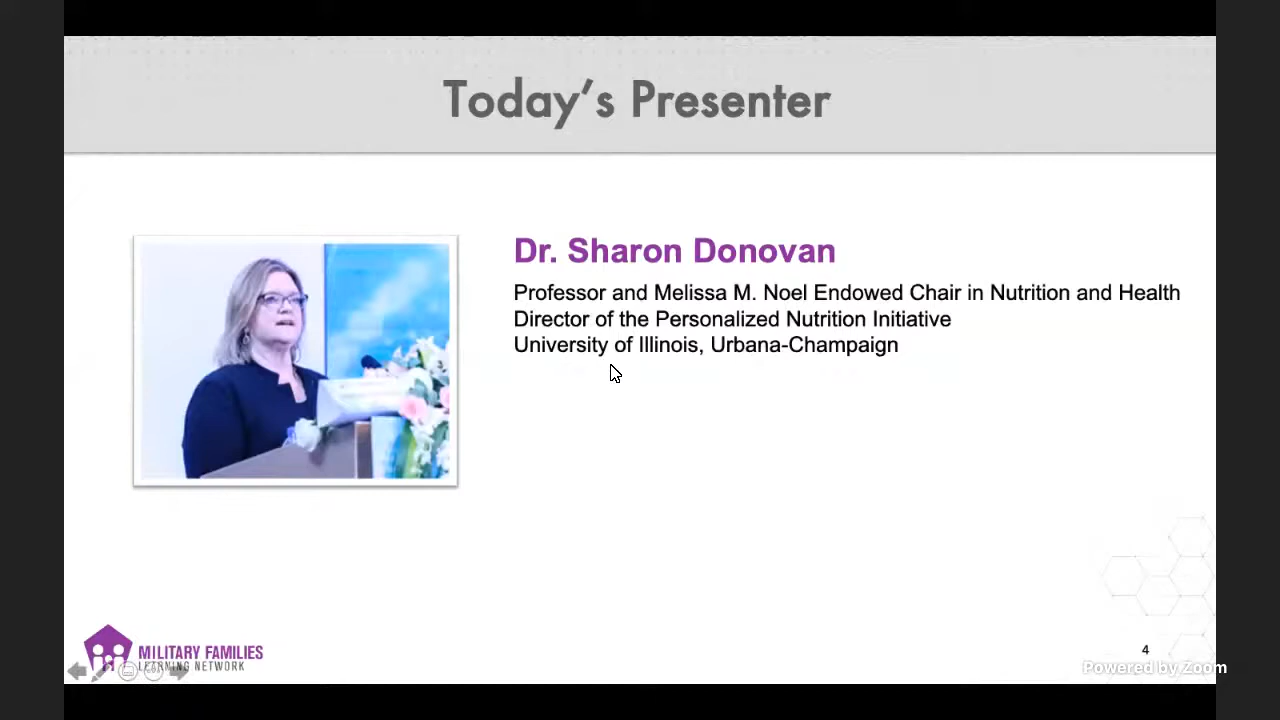 Today's Presenter
Dr. Sharon Donovan
Professor and Melissa M. Noel Endowed Chair in Nutrition and Health
Director of the Personalized Nutrition Initiative
University of Illinois, Urbana-Champaign
MILITARY FAMILIES
LEARNING NETWORK
4
Powered by Zoom